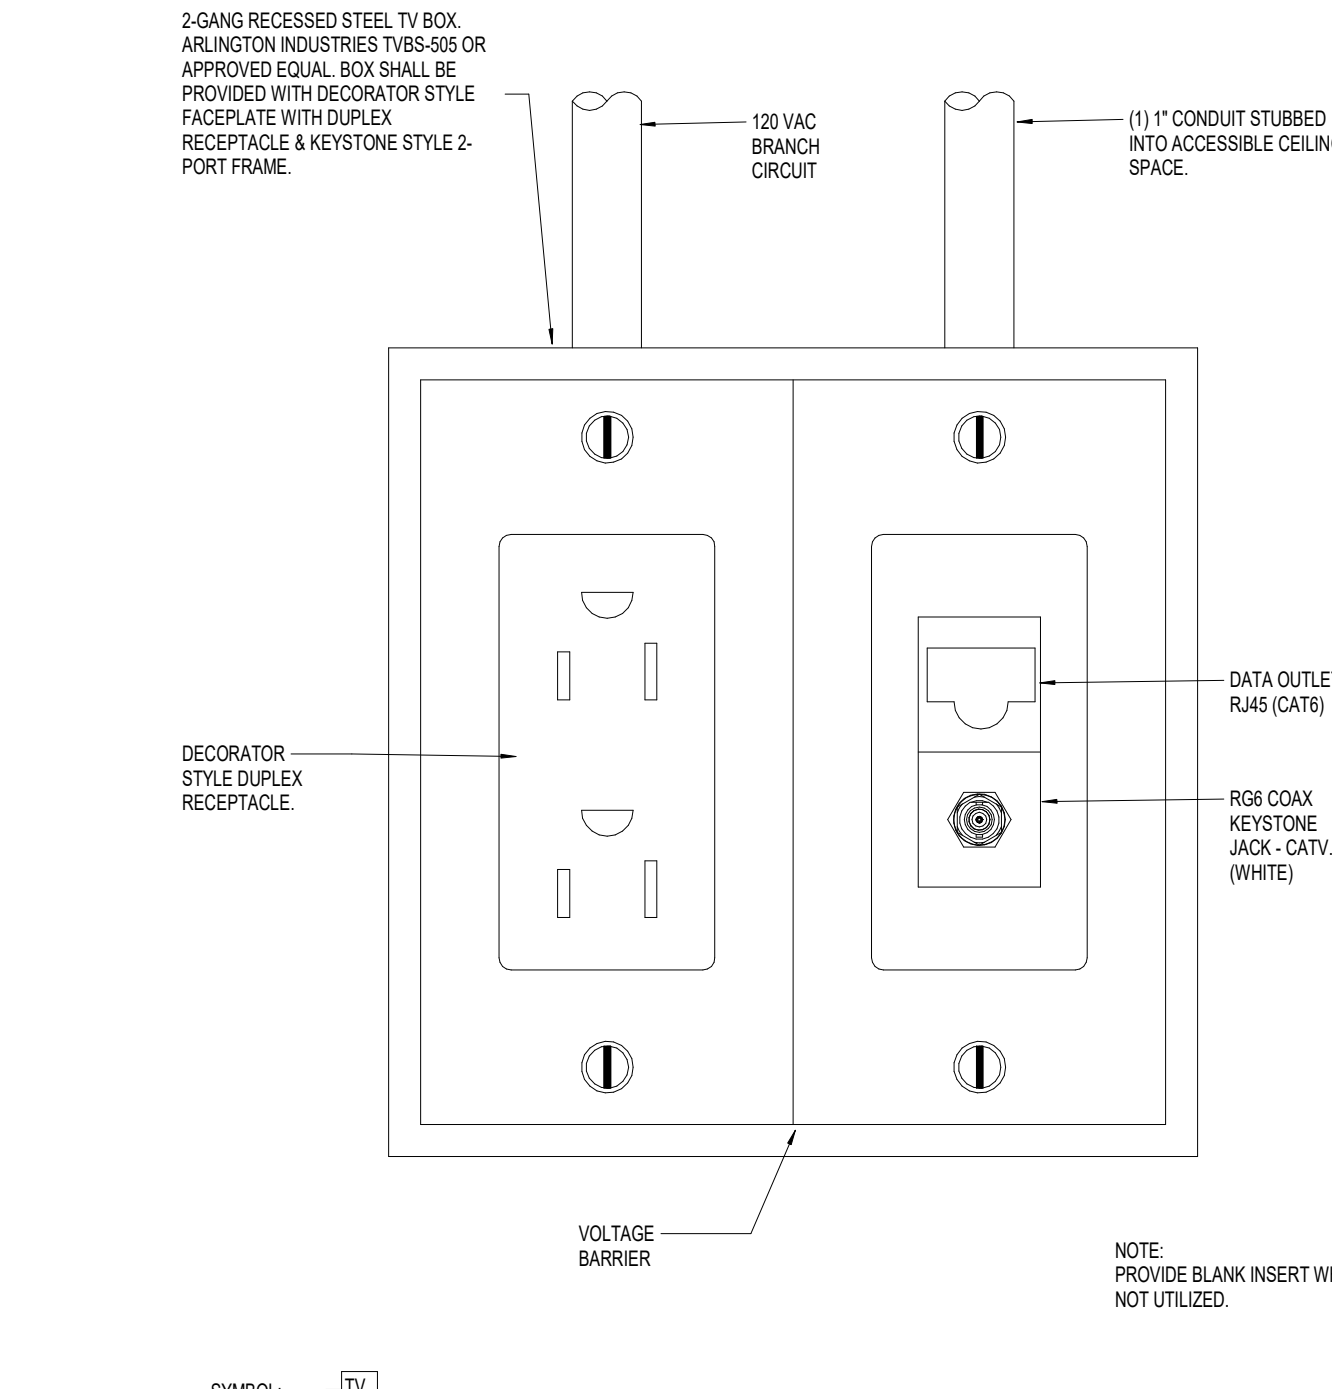 2-GANG RECESSED STEEL TV BOX.
ARLINGTON INDUSTRIES TVBS-505 OR
APPROVED EQUAL. BOX SHALL BE
PROVIDED WITH DECORATOR STYLE
FACEPLATE WITH DUPLEX
RECEPTACLE & KEYSTONE STYLE 2-
PORT FRAME.
120 VAC
BRANCH
CIRCUIT
(1) 1" CONDUIT STUBBED
INTO ACCESSIBLE CEILING
SPACE.
DATA OUTLET
RJ45 (CAT6)
DECORATOR
STYLE DUPLEX
RECEPTACLE.
RG6 COAX
KEYSTONE
JACK - CATV.
(WHITE)
VOLTAGE
BARRIER
NOTE:
PROVIDE BLANK INSERT
NOT UTILIZED.
SYMBOL:
TV